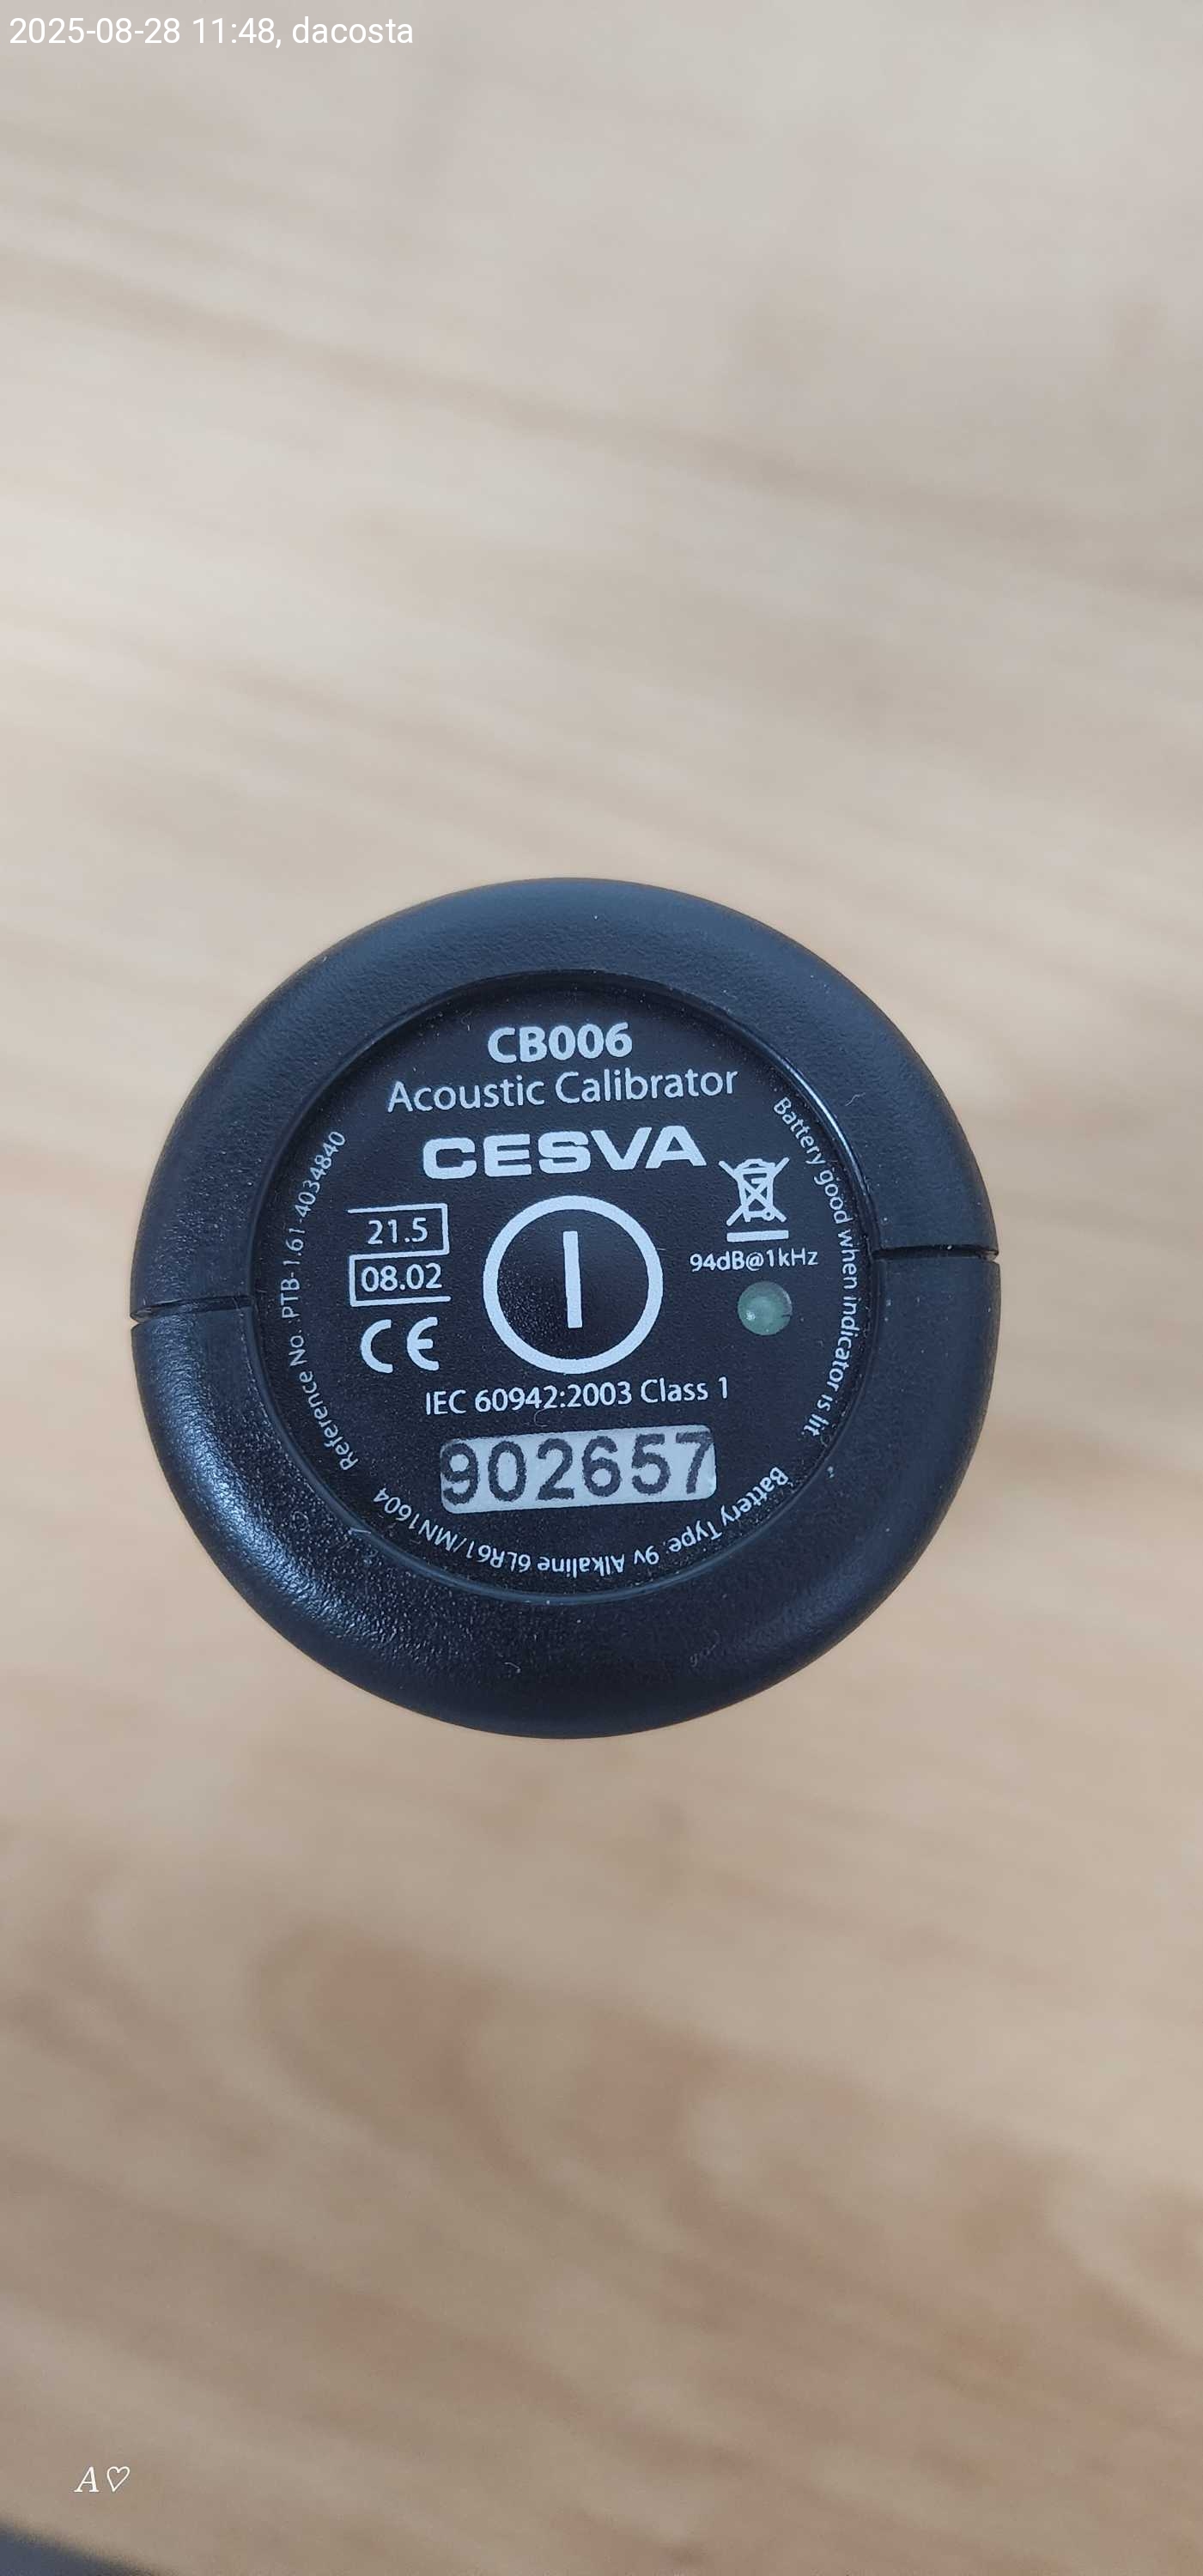 2025-08-28 11:48, dacosta
CB006
Acoustic Calibrator
CESVA
21.5
08.02
CE
94dB@1kHz
IEC 60942:2003 Class 1
902657
Reference No. PTB-1.61-4034840
Battery good when indicator is lit
Battery Type: 9v Alkaline 6LR61/MN1604
A♡